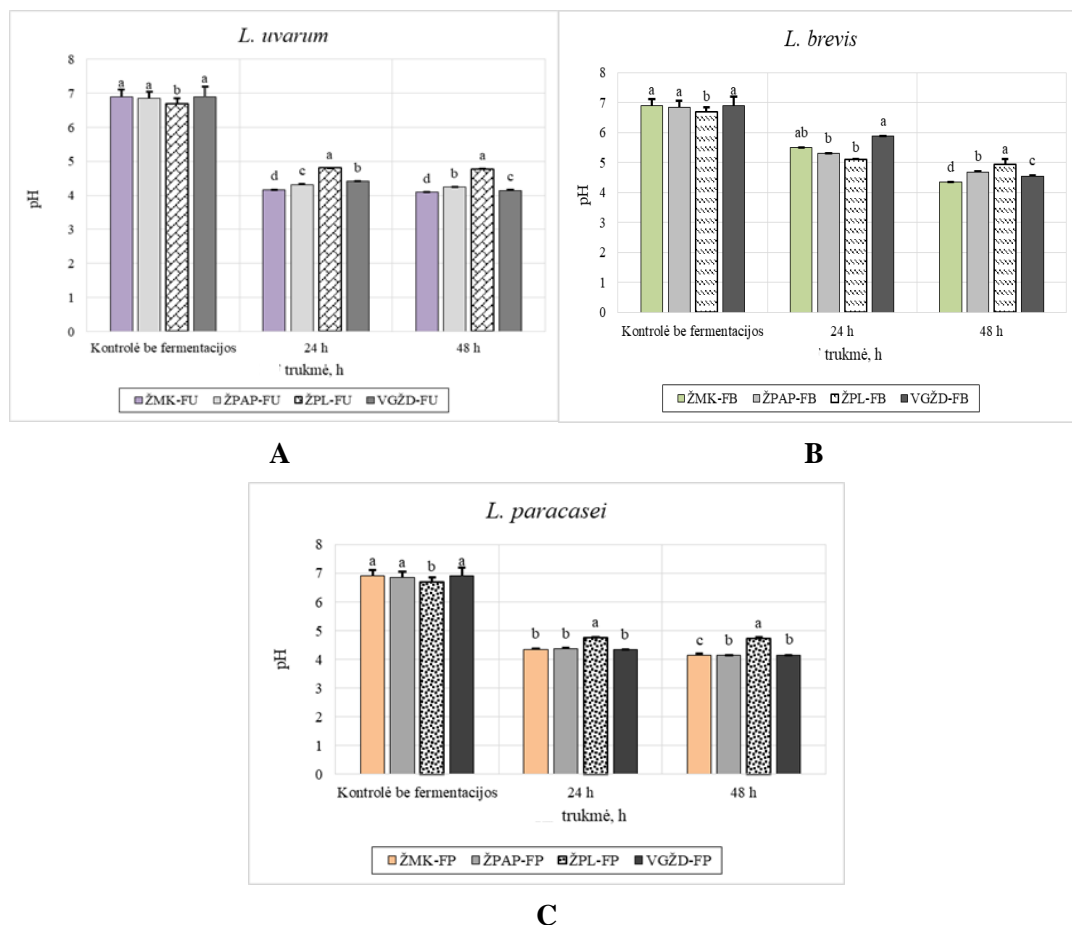 L. uvarum
8
7
6
5
4
3
2
1
0
pH
a a b a
d c a b
d b a c
Kontrolė be fermentacijos 24 h 48 h
trukmė, h
ŽMK-FU ŽPAP-FU ŽPL-FU VGŽD-FU
A
L. brevis
8
7
6
5
4
3
2
1
0
pH
a a b a
ab b b a
d b a c
Kontrolė be fermentacijos 24 h 48 h
trukmė, h
ŽMK-FB ŽPAP-FB ŽPL-FB VGŽD-FB
B
L. paracasei
8
7
6
5
4
3
2
1
0
pH
a a b a
b b a b
c b a b
Kontrolė be fermentacijos 24 h 48 h
trukmė, h
ŽMK-FP ŽPAP-FP ŽPL-FP VGŽD-FP
C